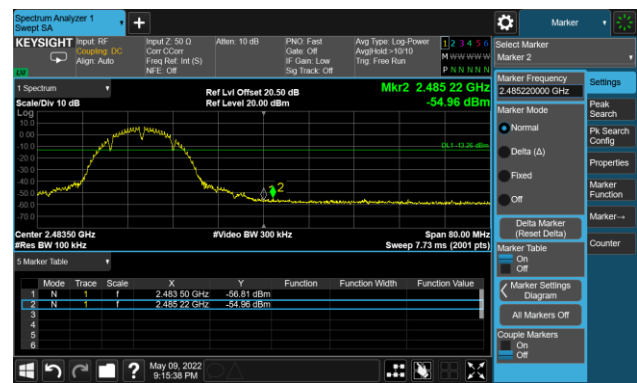 Spectrum Analyzer 1
Swept SA
+
Marker
KEYSIGHT
Input: RF
Coupling: DC
Align: Auto
Input Z: 50 Ω
Corr CCorr
Freq Ref: Int (S)
NFE: Off
Atten: 10 dB
PNO: Fast
Gate: Off
IF Gain: Low
Sig Track: Off
Avg Type: Log-Power
Avg|Hold:>10/10
Trig: Free Run
1 2 3 4 5 6
M W W W W W
P N N N N N
Select Marker
Marker 2
1 Spectrum
Scale/Div 10 dB
Log
Ref Lvl Offset 20.50 dB
Ref Level 20.00 dBm
Mkr2 2.485 22 GHz
-54.96 dBm
10.0
0.00
-10.0
-20.0
-30.0
-40.0
-50.0
-60.0
-70.0
DL1 -13.26 dBm
2
Center 2.48350 GHz
#Res BW 100 kHz
#Video BW 300 kHz
Span 80.00 MHz
Sweep 7.73 ms (2001 pts)
5 Marker Table
Mode Trace Scale X Y Function Function Width Function Value
1 N 1 f 2.483 50 GHz -56.81 dBm
2 N 1 f 2.485 22 GHz -54.96 dBm
3
4
5
6
Marker Frequency
2.485220000 GHz
Marker Mode
Normal
Delta (Δ)
Fixed
Off
Delta Marker
(Reset Delta)
Marker Table
On
Off
Marker Settings
Diagram
All Markers Off
Couple Markers
On
Off
Settings
Peak
Search
Pk Search
Config
Properties
Marker
Function
Marker→
Counter
?
May 09, 2022
9:15:38 PM